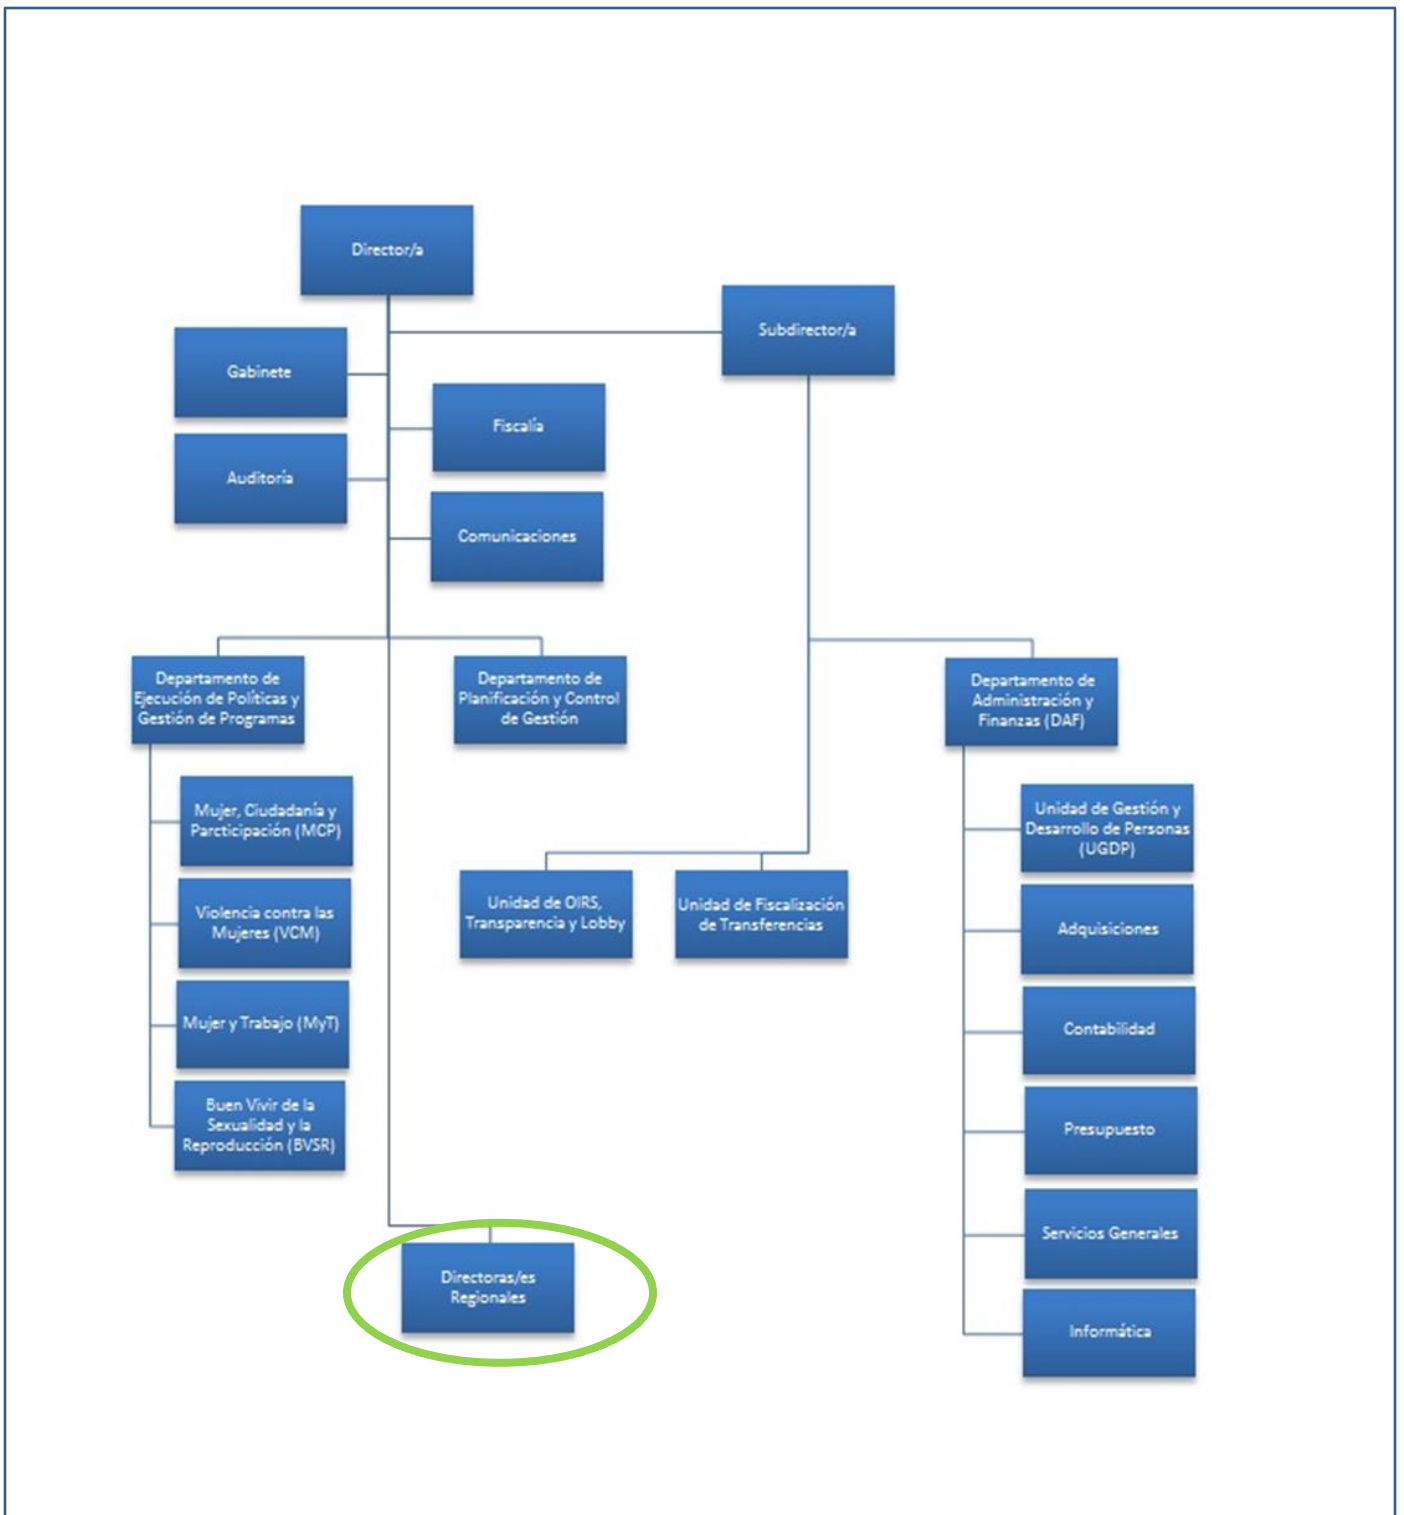 Director/a
Subdirector/a
Gabinete
Fiscalía
Auditoría
Comunicaciones
Departamento de
Ejecución de Políticas y
Gestión de Programas
Departamento de
Planificación y Control
de Gestión
Departamento de
Administración y
Finanzas (DAF)
Mujer, Ciudadanía y
Parcticipación (MCP)
Violencia contra las
Mujeres (VCM)
Mujer y Trabajo (MyT)
Buen Vivir de la
Sexualidad y la
Reproducción (BVSR)
Unidad de OIRS,
Transparencia y Lobby
Unidad de Fiscalización
de Transferencias
Unidad de Gestión y
Desarrollo de Personas
(UGDP)
Adquisiciones
Contabilidad
Presupuesto
Servicios Generales
Informática
Directoras/es
Regionales